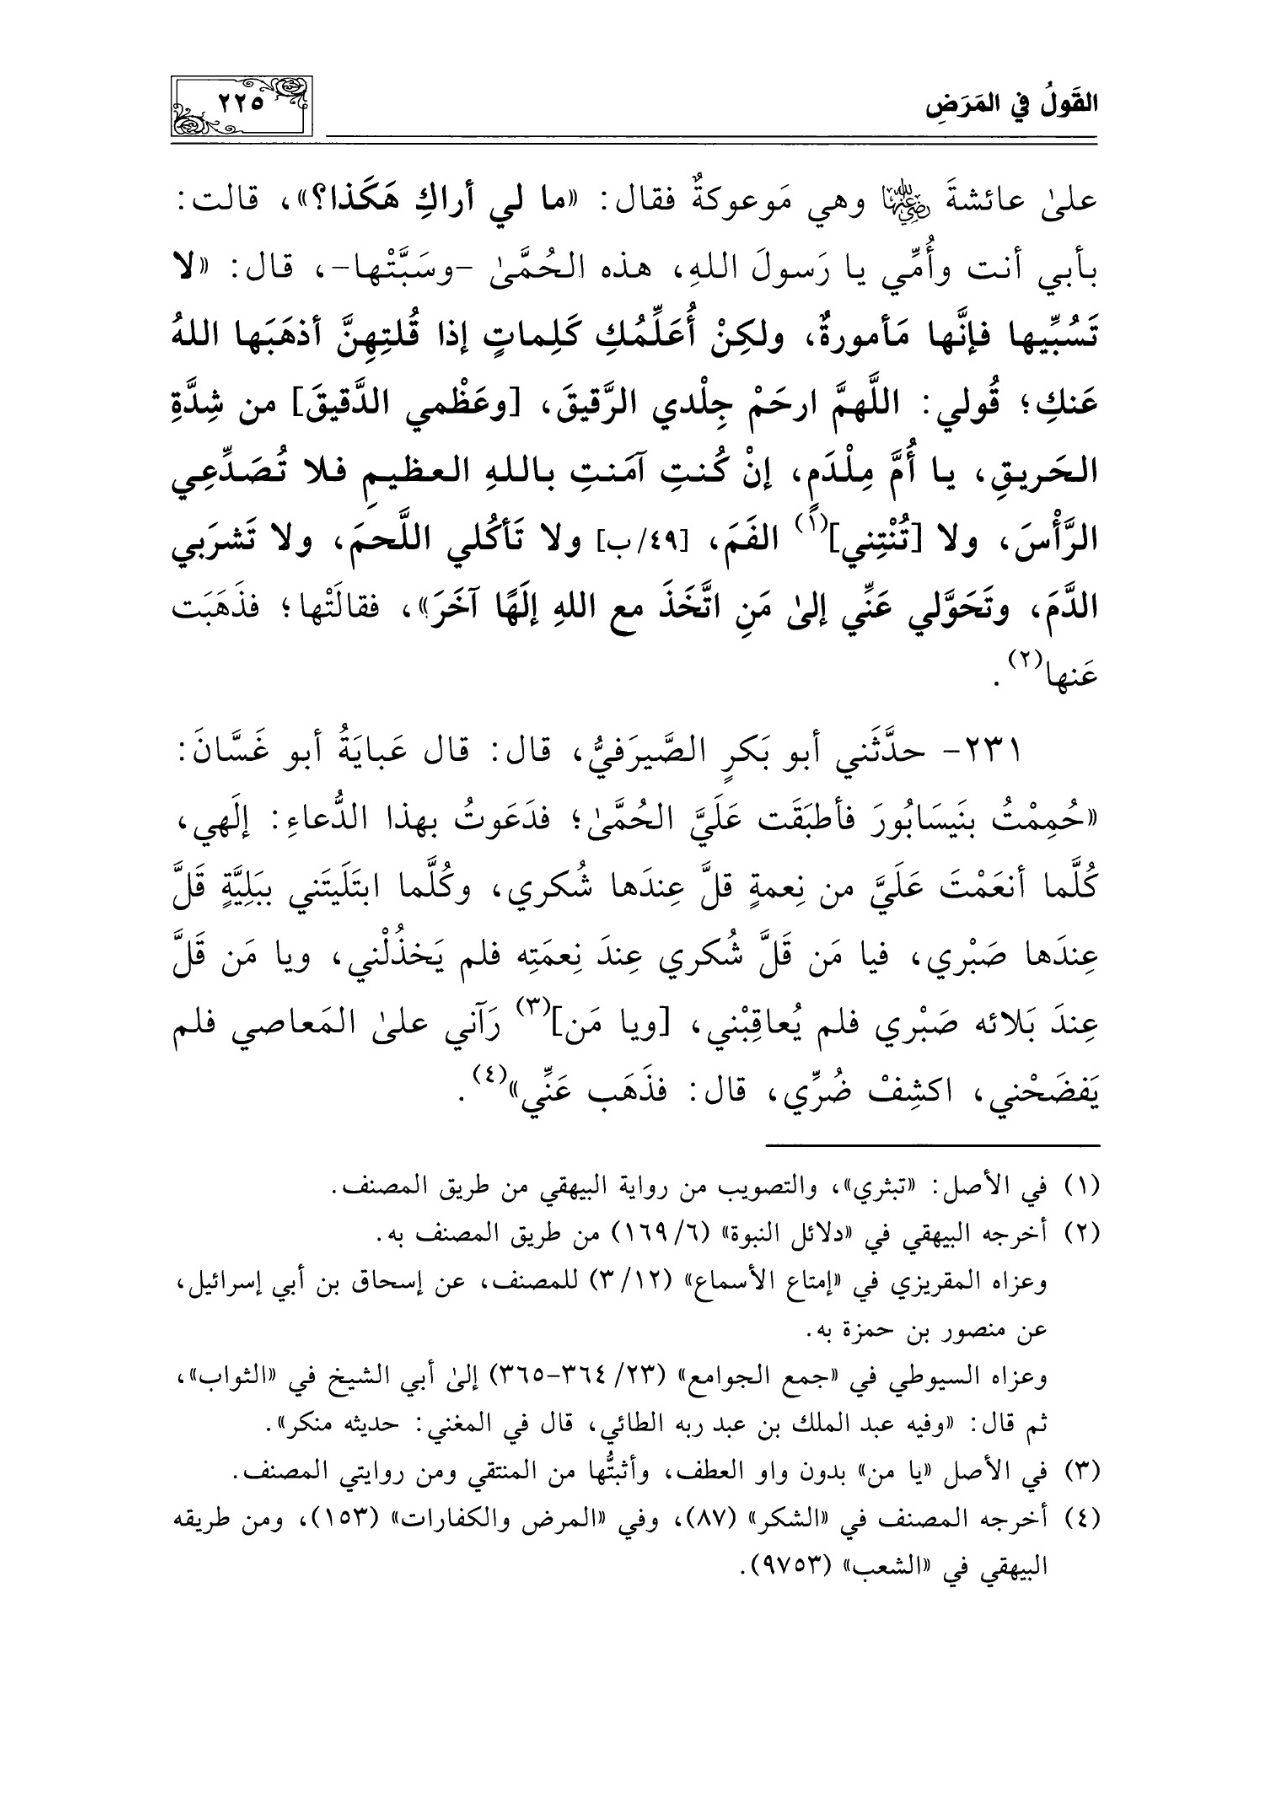 القَولُ في المَرَضِ
٢٢٥
علىٰ عائشةَ رضي الله عنها وهي مَوعوكةٌ فقال: «ما لي أراكِ هَكَذا؟»، قالت:
بأبي أنت وأُمِّي يا رَسولَ اللهِ، هذه الحُمَّىٰ -وسَبَّتْها-، قال: «لا
تَسُبِّيها فإنَّها مَأمورةٌ، ولكِنْ أُعَلِّمُكِ كَلِماتٍ إذا قُلتِهِنَّ أذهَبَها اللهُ
عَنكِ؛ قُولي: اللَّهمَّ ارحَمْ جِلْدي الرَّقيقَ، [وعَظْمي الدَّقيقَ] من شِدَّةِ
الحَريقِ، يا أُمَّ مِلْدَمٍ، إنْ كُنتِ آمَنتِ باللهِ العظيمِ فلا تُصَدِّعِي
الرَّأْسَ، ولا [تُنْتِني](١) الفَمَ، [٤٩/ب] ولا تَأكُلي اللَّحمَ، ولا تَشرَبي
الدَّمَ، وتَحَوَّلي عَنِّي إلىٰ مَنِ اتَّخَذَ مع اللهِ إلَهًا آخَرَ»، فقالَتْها؛ فذَهَبَت
عَنها(٢).
٢٣١- حدَّثَني أبو بَكرٍ الصَّيرَفيُّ، قال: قال عَبايَةُ أبو غَسَّانَ:
«حُمِمْتُ بنَيسَابُورَ فأطبَقَت عَلَيَّ الحُمَّىٰ؛ فدَعَوتُ بهذا الدُّعاءِ: إلَهي،
كُلَّما أنعَمْتَ عَلَيَّ من نِعمةٍ قلَّ عِندَها شُكري، وكُلَّما ابتَلَيتَني ببَلِيَّةٍ قَلَّ
عِندَها صَبْري، فيا مَن قَلَّ شُكري عِندَ نِعمَتِه فلم يَخذُلْني، ويا مَن قَلَّ
عِندَ بَلائه صَبْري فلم يُعاقِبْني، [ويا مَن](٣) رَآني علىٰ المَعاصي فلم
يَفضَحْني، اكشِفْ ضُرِّي، قال: فذَهَب عَنِّي»(٤).
(١) في الأصل: «تبثري»، والتصويب من رواية البيهقي من طريق المصنف.
(٢) أخرجه البيهقي في «دلائل النبوة» (٦/ ١٦٩) من طريق المصنف به.
وعزاه المقريزي في «إمتاع الأسماع» (١٢/ ٣) للمصنف، عن إسحاق بن أبي إسرائيل،
عن منصور بن حمزة به.
وعزاه السيوطي في «جمع الجوامع» (٢٣/ ٣٦٤-٣٦٥) إلىٰ أبي الشيخ في «الثواب»،
ثم قال: «وفيه عبد الملك بن عبد ربه الطائي، قال في المغني: حديثه منكر».
(٣) في الأصل «يا من» بدون واو العطف، وأثبتُّها من المنتقي ومن روايتي المصنف.
(٤) أخرجه المصنف في «الشكر» (٨٧)، وفي «المرض والكفارات» (١٥٣)، ومن طريقه
البيهقي في «الشعب» (٩٧٥٣).